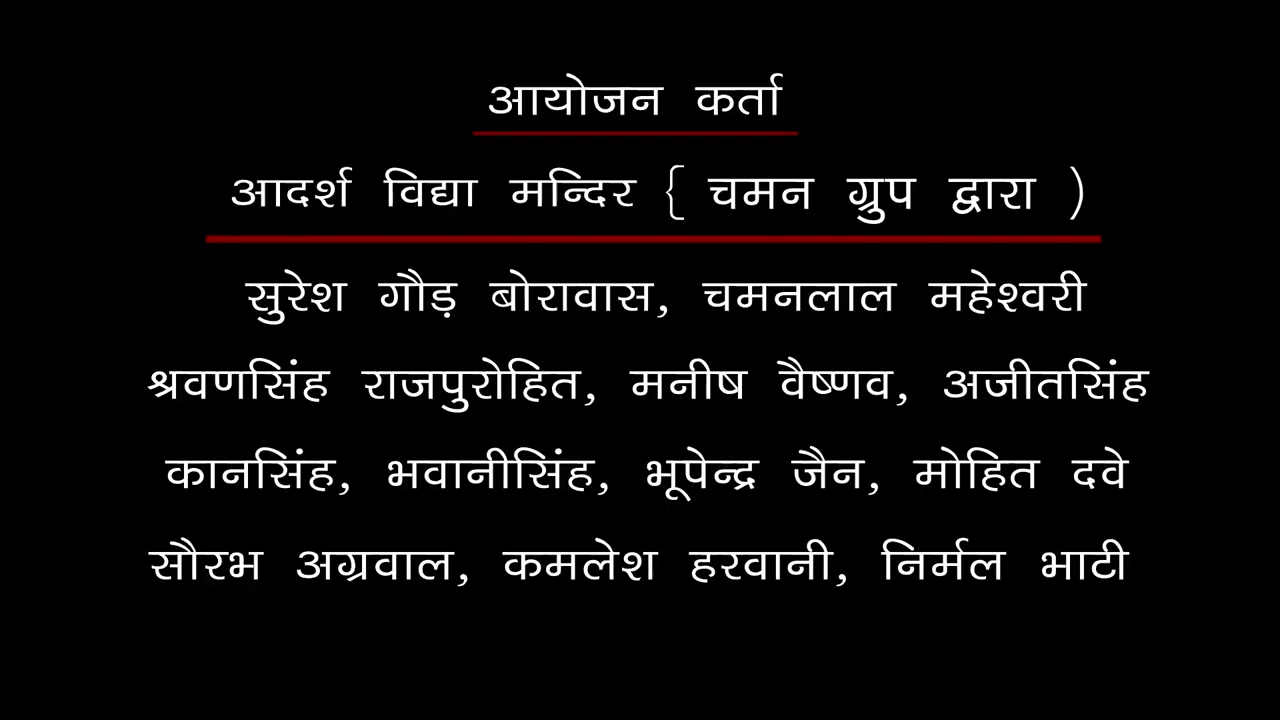 आयोजन कर्ता
आदर्श विद्या मन्दिर { चमन ग्रुप द्वारा )
सुरेश गौड़ बोरावास, चमनलाल महेश्वरी
श्रवणसिंह राजपुरोहित, मनीष वैष्णव, अजीतसिंह
कानसिंह, भवानीसिंह, भूपेन्द्र जैन, मोहित दवे
सौरभ अग्रवाल, कमलेश हरवानी, निर्मल भाटी